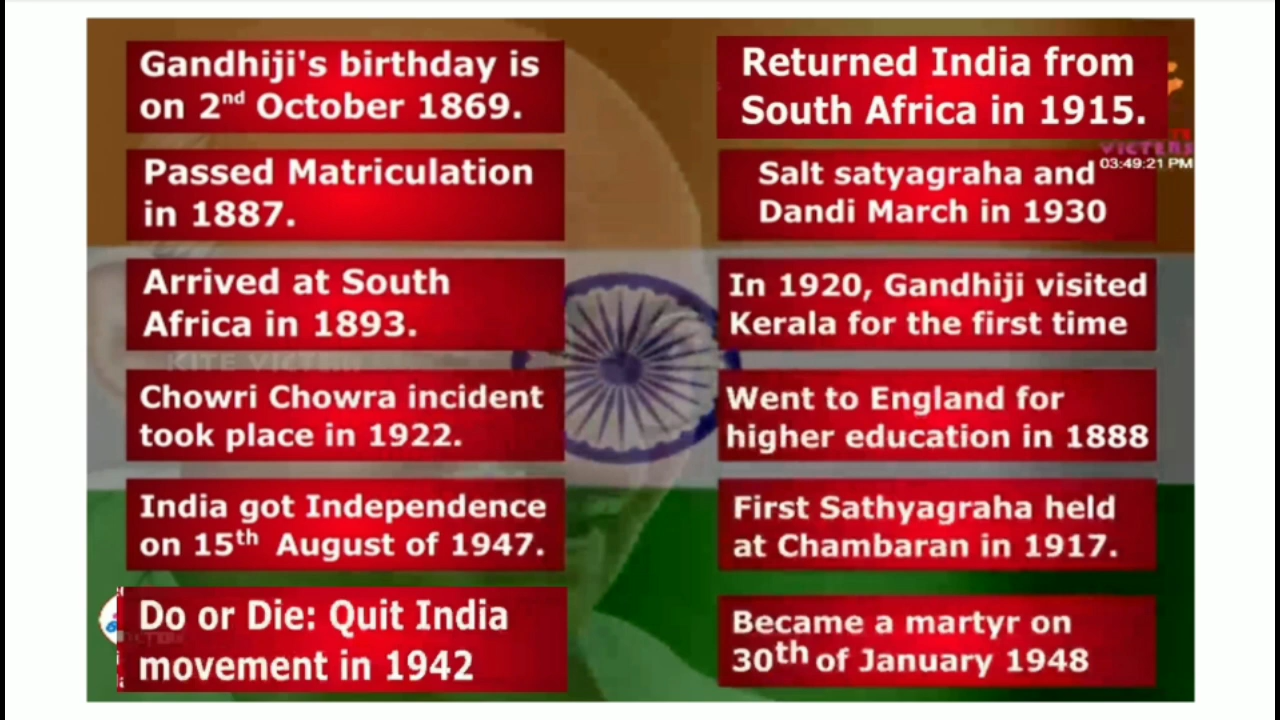 Gandhiji's birthday is
on 2nd October 1869.
Passed Matriculation
in 1887.
Arrived at South
Africa in 1893.
KITE VICTERS
Chowri Chowra incident
took place in 1922.
India got Independence
on 15th August of 1947.
Do or Die: Quit India
movement in 1942
Returned India from
South Africa in 1915.
VICTERS
03:49:21 PM
Salt satyagraha and
Dandi March in 1930
In 1920, Gandhiji visited
Kerala for the first time
Went to England for
higher education in 1888
First Sathyagraha held
at Chambaran in 1917.
Became a martyr on
30th of January 1948